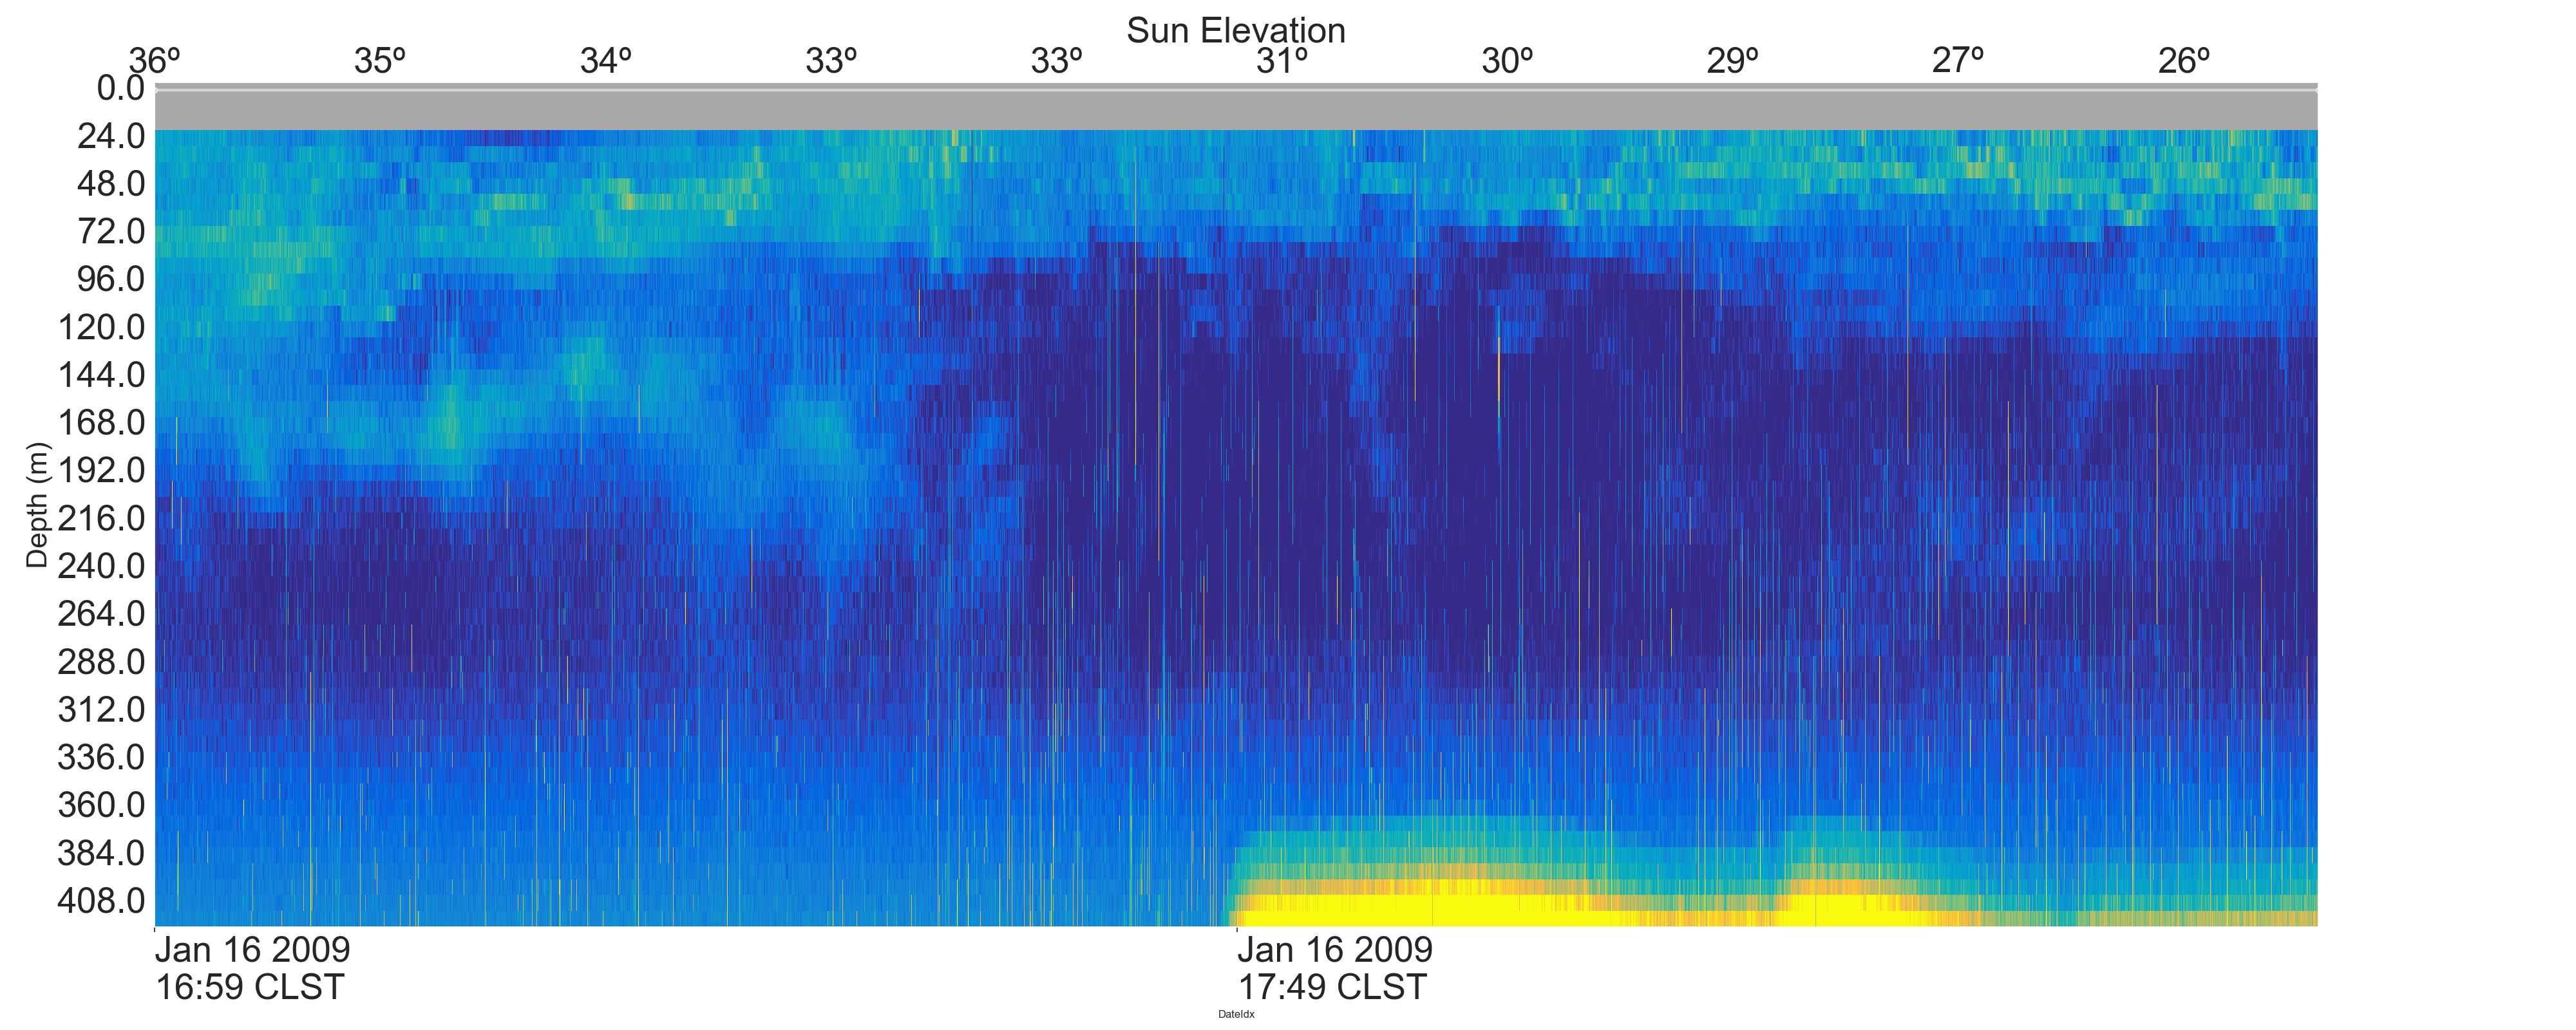 Sun Elevation
36º 35º 34º 33º 33º 31º 30º 29º 27º 26º
0.0
24.0
48.0
72.0
96.0
120.0
144.0
168.0
192.0
216.0
240.0
264.0
288.0
312.0
336.0
360.0
384.0
408.0
Depth (m)
Jan 16 2009
16:59 CLST
Jan 16 2009
17:49 CLST
DateIdx